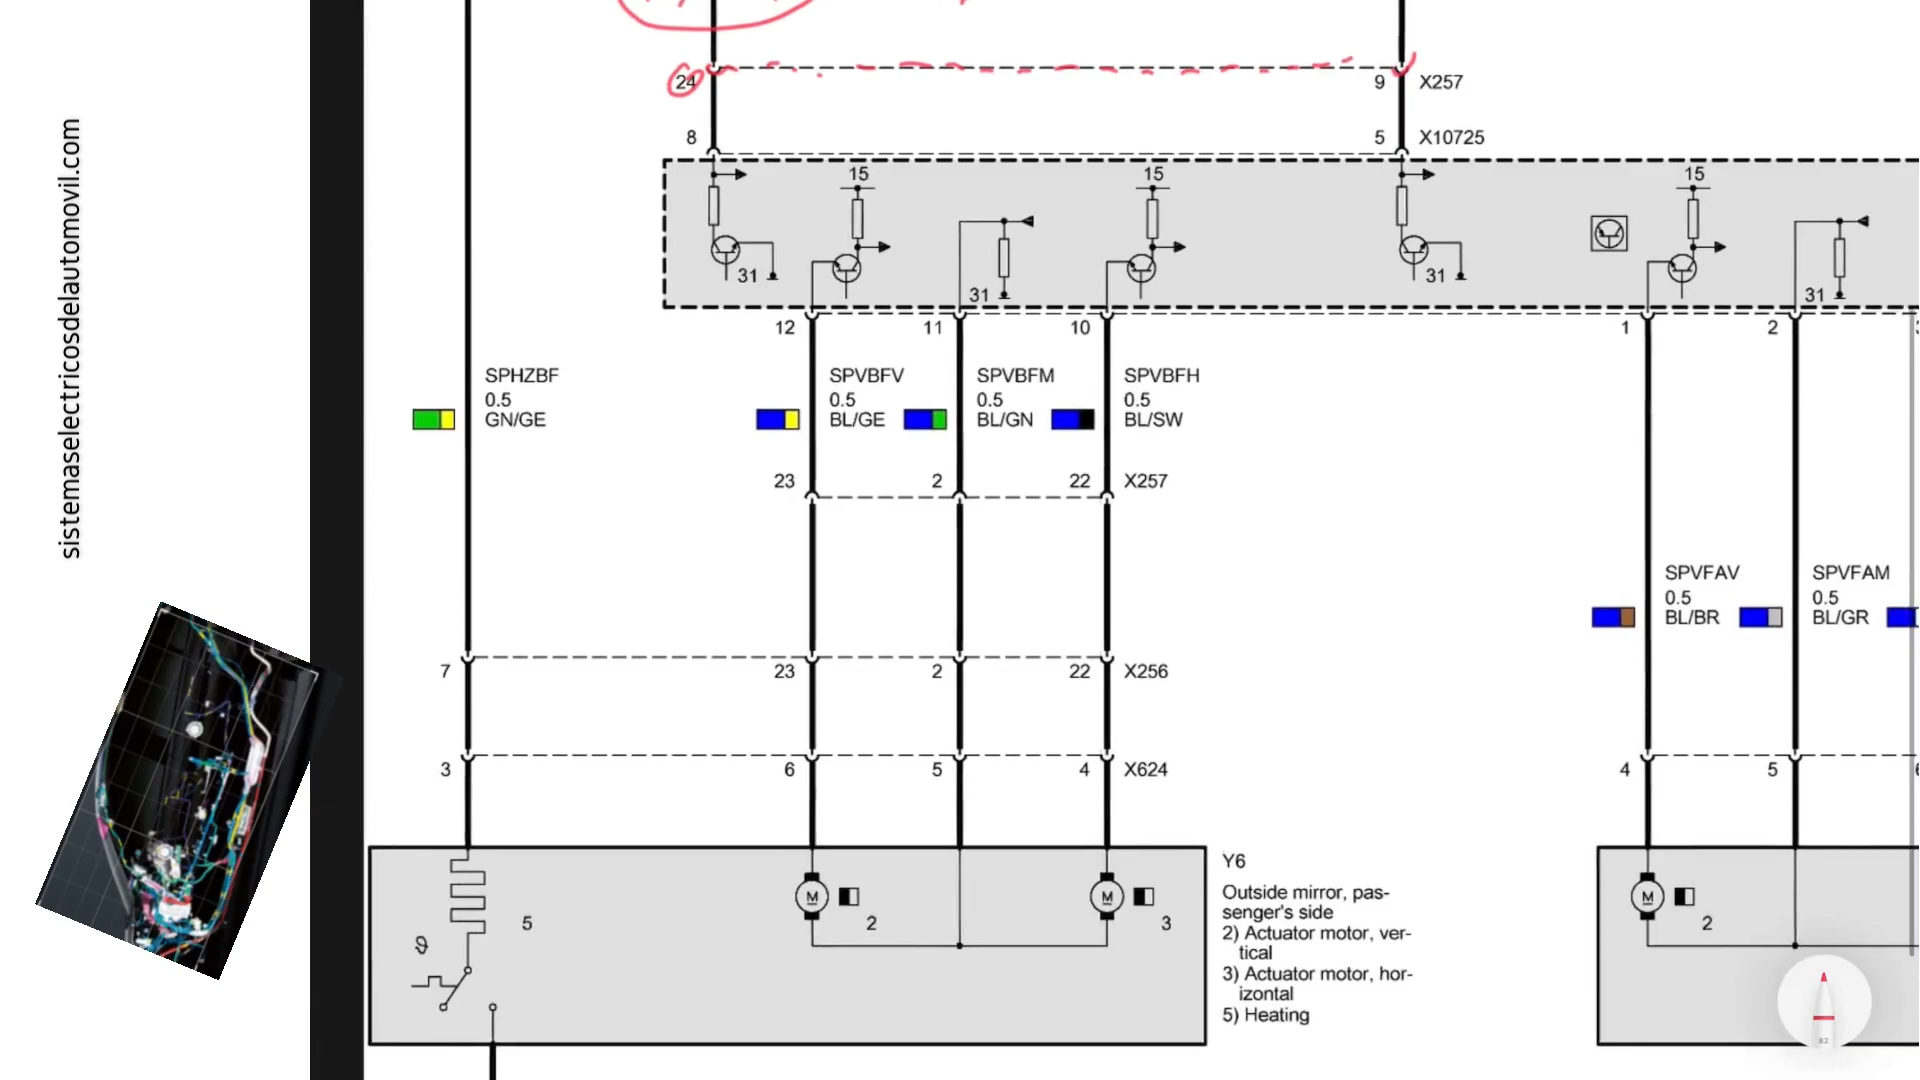 sistemaselectricosdelautomovil.com
24
9 X257
8
5 X10725
15
15
15
31
31
31
31
12
11
10
1
2
SPHZBF
0.5
GN/GE
SPVBFV
0.5
BL/GE
SPVBFM
0.5
BL/GN
SPVBFH
0.5
BL/SW
23
2
22 X257
SPVFAV
0.5
BL/BR
SPVFAM
0.5
BL/GR
7
23
2
22 X256
3
6
5
4 X624
4
5
ϑ
5
M
2
M
3
Y6
Outside mirror, pas-
senger's side
2) Actuator motor, ver-
tical
3) Actuator motor, hor-
izontal
5) Heating
M
2
82